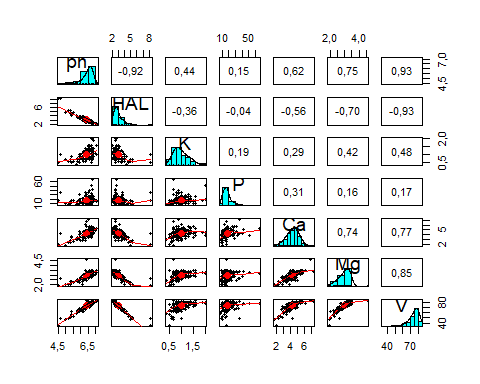 2 5 8 10 50 2,0 4,0
pn -0,92 0,44 0,15 0,62 0,75 0,93 4,5 7,0
2 6 HAL -0,36 -0,04 -0,56 -0,70 -0,93
K 0,19 0,29 0,42 0,48 0,5 2,0
10 60 P 0,31 0,16 0,17
Ca 0,74 0,77 2 5
2,0 4,5 Mg 0,85
V 40 80
4,5 6,5 0,5 1,5 2 4 6 40 70